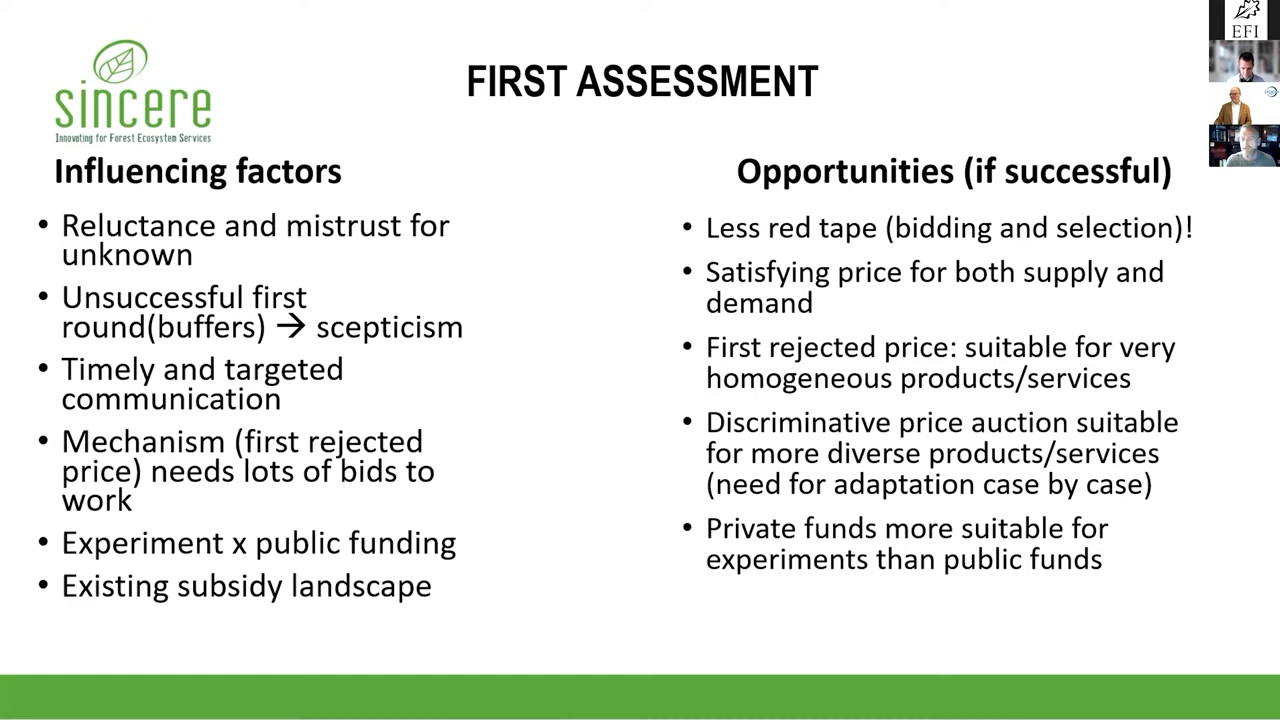 sincere
Innovating for Forest Ecosystem Services
FIRST ASSESSMENT
EFI
Influencing factors
• Reluctance and mistrust for
unknown
• Unsuccessful first
round(buffers) → scepticism
• Timely and targeted
communication
• Mechanism (first rejected
price) needs lots of bids to
work
• Experiment x public funding
• Existing subsidy landscape
Opportunities (if successful)
• Less red tape (bidding and selection)!
• Satisfying price for both supply and
demand
• First rejected price: suitable for very
homogeneous products/services
• Discriminative price auction suitable
for more diverse products/services
(need for adaptation case by case)
• Private funds more suitable for
experiments than public funds